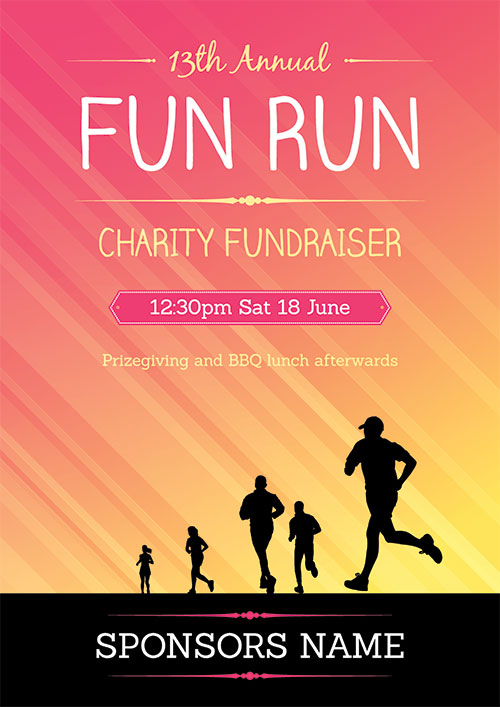 13th Annual
FUN RUN
CHARITY FUNDRAISER
12:30pm Sat 18 June
Prizegiving and BBQ lunch afterwards
SPONSORS NAME